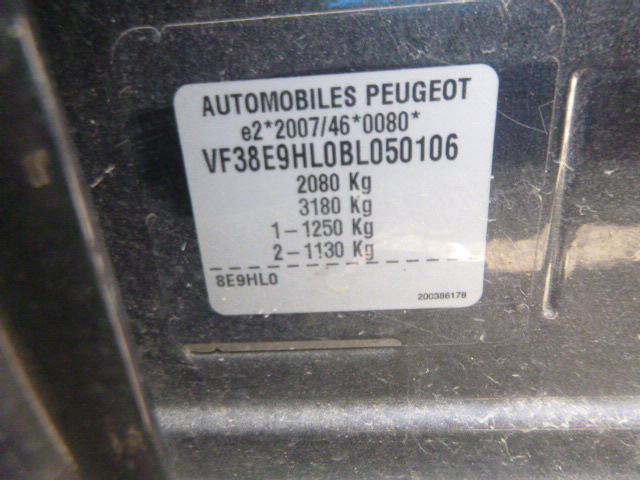 AUTOMOBILES PEUGEOT
e2*2007/46*0080*
VF38E9HL0BL050106
2080 Kg
3180 Kg
1-1250 Kg
2-1130 Kg
8E9HL0
200386178